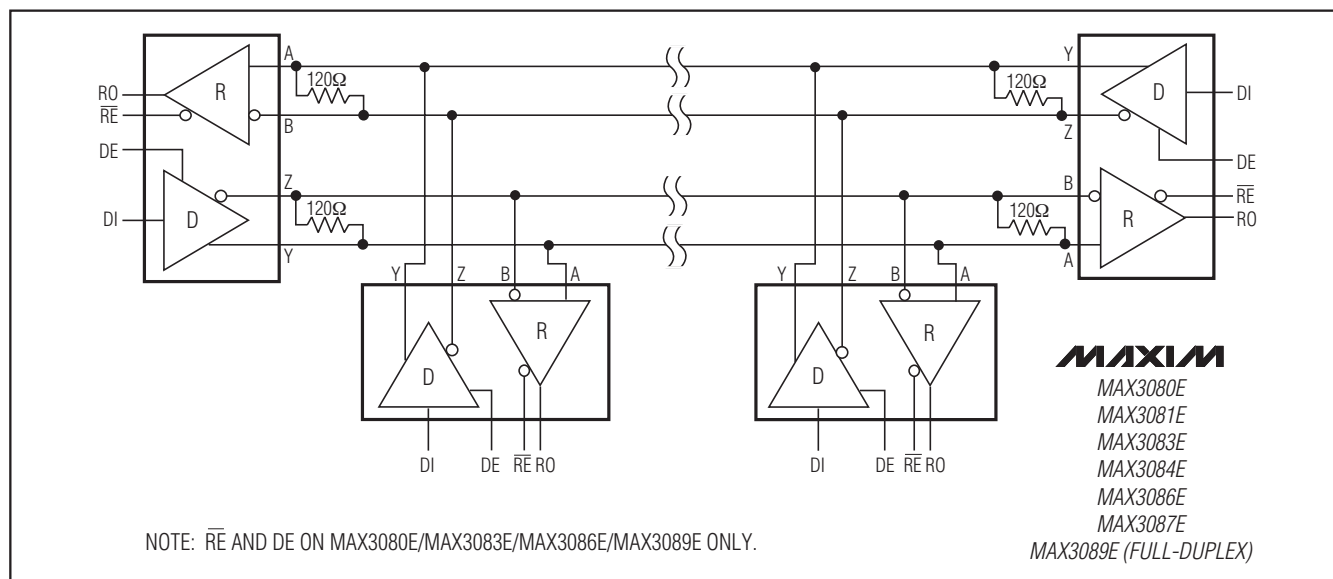 A
Y
120Ω
120Ω
RO
R
D
DI
RE
B
Z
DE
DE
Z
B
RE
120Ω
120Ω
DI
D
R
RO
Y
A
Y
Z
B
A
Y
Z
B
A
R
R
D
D
MAXIM
MAX3080E
MAX3081E
MAX3083E
MAX3084E
MAX3086E
MAX3087E
MAX3089E (FULL-DUPLEX)
DI
DE
RE RO
DI
DE
RE RO
NOTE: RE AND DE ON MAX3080E/MAX3083E/MAX3086E/MAX3089E ONLY.